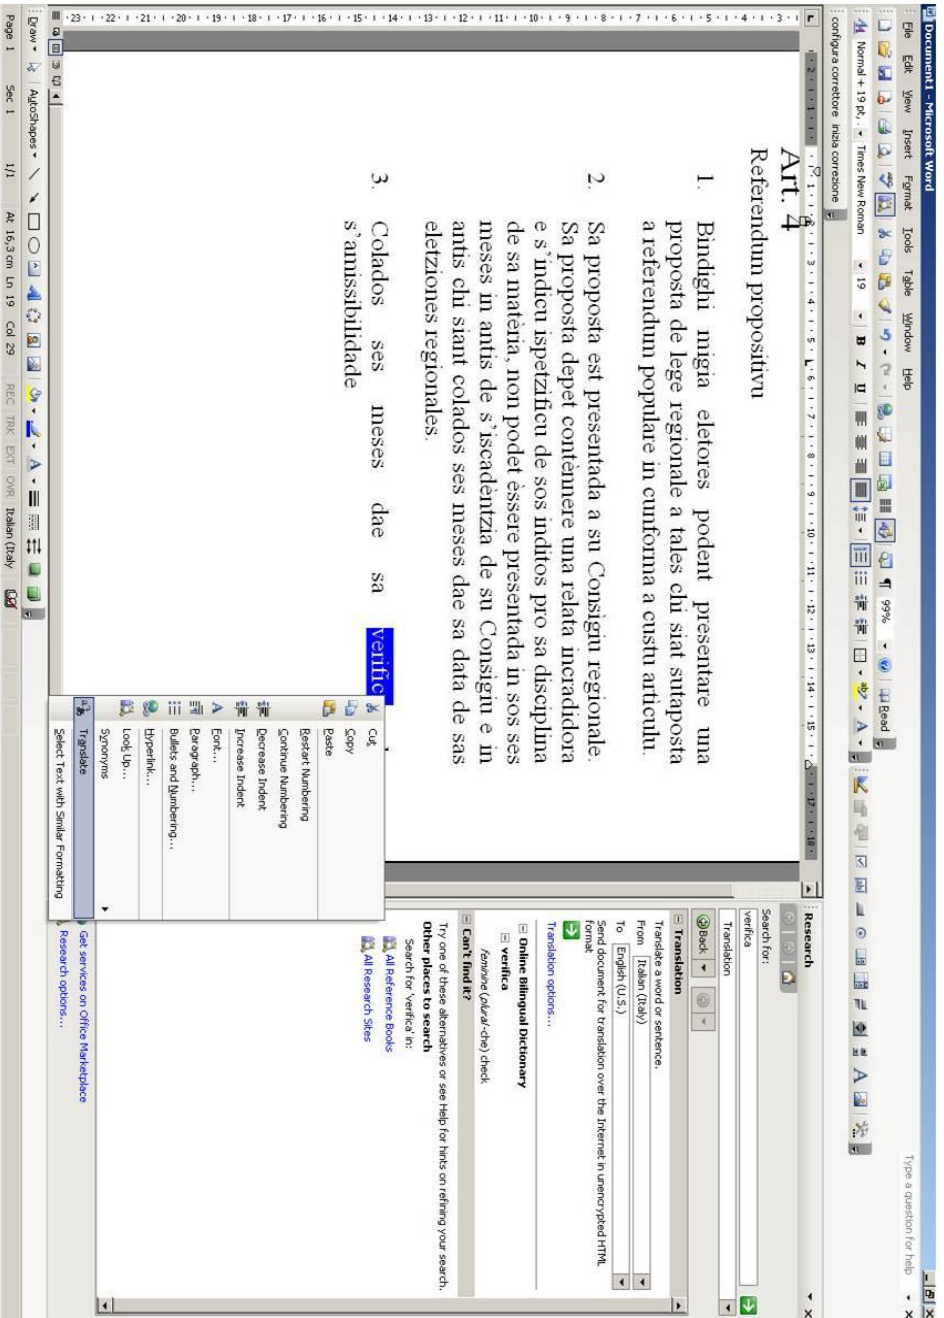 Document1 - Microsoft Word
File Edit View Insert Format Tools Table Window Help
Type a question for help
99%
Read
Normal + 19 pt,
Times New Roman
19
B I U
configura correttore inizia correzione
Art. 4
Referendum propositivu
1. Bindighi migia eletores podent presentare una
proposta de lege regionale a tales chi siat sutaposta
a referendum populare in cunforma a custu articulu.
2. Sa proposta est presentada a su Consigiu regionale.
Sa proposta depet contènnere una relata incradidora
e s'indicu ispetzificu de sos inditos pro sa disciplina
de sa matèria, non podet èssere presentada in sos ses
meses in antis de s'iscadèntzia de su Consigiu e in
antis chi siant colados ses meses dae sa data de sas
eletziones regionales.
3. Colados ses meses dae sa verific
s'amissibilidade
Cut
Copy
Paste
Restart Numbering
Continue Numbering
Decrease Indent
Increase Indent
Font...
Paragraph...
Bullets and Numbering...
Hyperlink...
Look Up...
Synonyms
Translate
Select Text with Similar Formatting
Research
Search for:
verifica
Translation
Back
Translation
Translate a word or sentence.
From Italian (Italy)
To English (U.S.)
Send document for translation over the Internet in unencrypted HTML
format
Translation options...
Online Bilingual Dictionary
verifica
feminine (plural -che) check
Can't find it?
Try one of these alternatives or see Help for hints on refining your search.
Other places to search
Search for 'verifica' in:
All Reference Books
All Research Sites
Get services on Office Marketplace
Research options...
Draw AutoShapes
Page 1 Sec 1 1/1 At 16,3 cm Ln 19 Col 29 REC TRK EXT OVR Italian (Italy